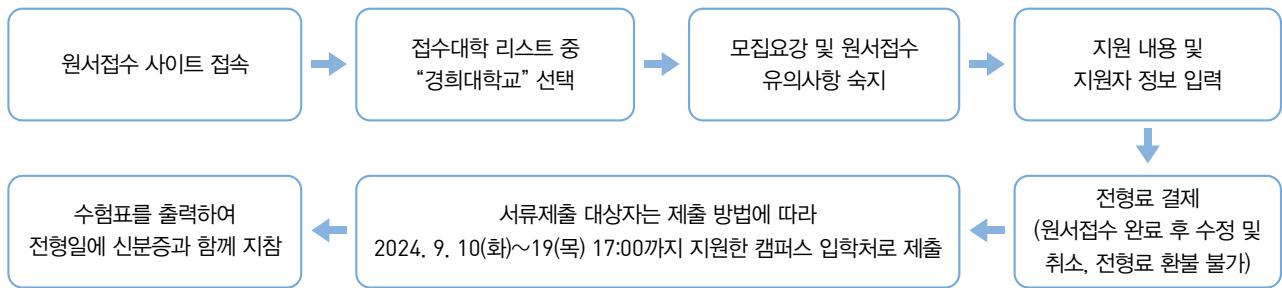 원서접수 사이트 접속
접수대학 리스트 중
“경희대학교” 선택
모집요강 및 원서접수
유의사항 숙지
지원 내용 및
지원자 정보 입력
전형료 결제
(원서접수 완료 후 수정 및
취소, 전형료 환불 불가)
서류제출 대상자는 제출 방법에 따라
2024. 9. 10(화)~19(목) 17:00까지 지원한 캠퍼스 입학처로 제출
수험표를 출력하여
전형일에 신분증과 함께 지참